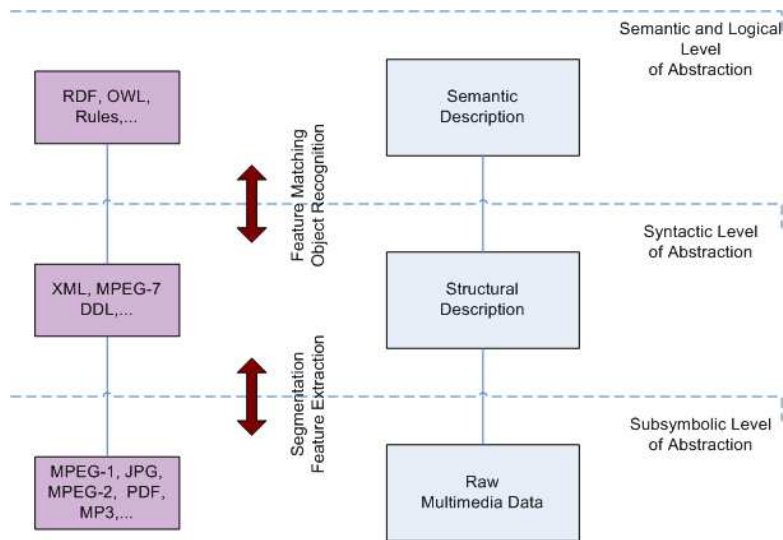 Semantic and Logical
Level
of Abstraction
RDF, OWL,
Rules,...
Semantic
Description
Feature Matching
Object Recognition
Syntactic Level
of Abstraction
XML, MPEG-7
DDL,...
Structural
Description
Segmentation
Feature Extraction
Subsymbolic Level
of Abstraction
MPEG-1, JPG,
MPEG-2, PDF,
MP3,...
Raw
Multimedia Data